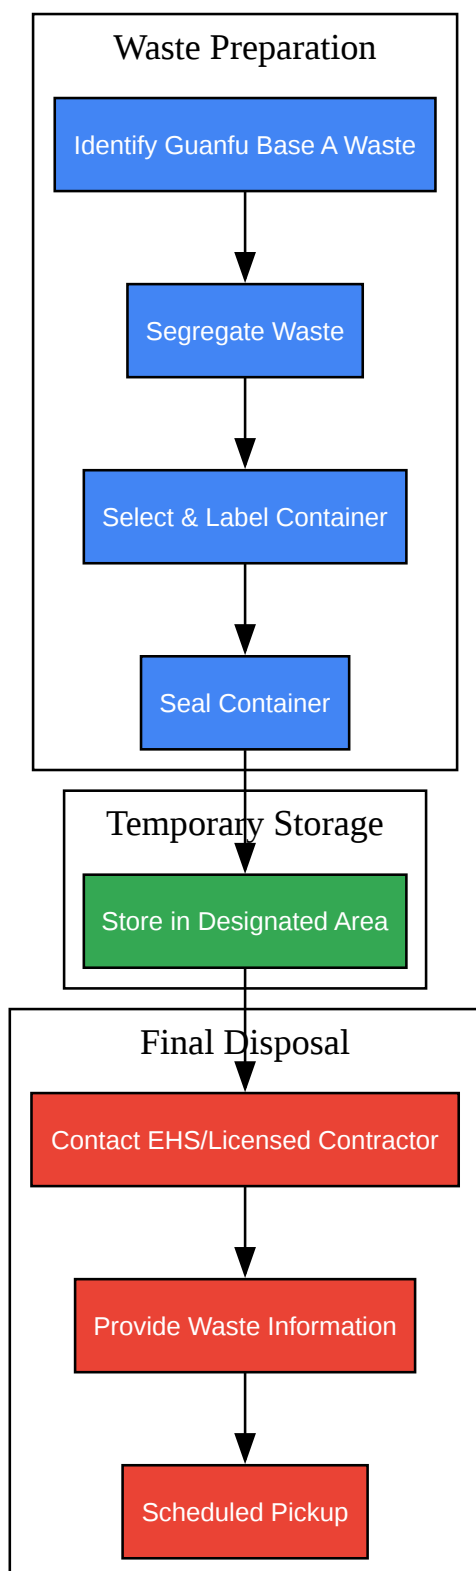 Waste Preparation
Identify Guanfu Base A Waste
Segregate Waste
Select & Label Container
Seal Container
Temporary Storage
Store in Designated Area
Final Disposal
Contact EHS/Licensed Contractor
Provide Waste Information
Scheduled Pickup